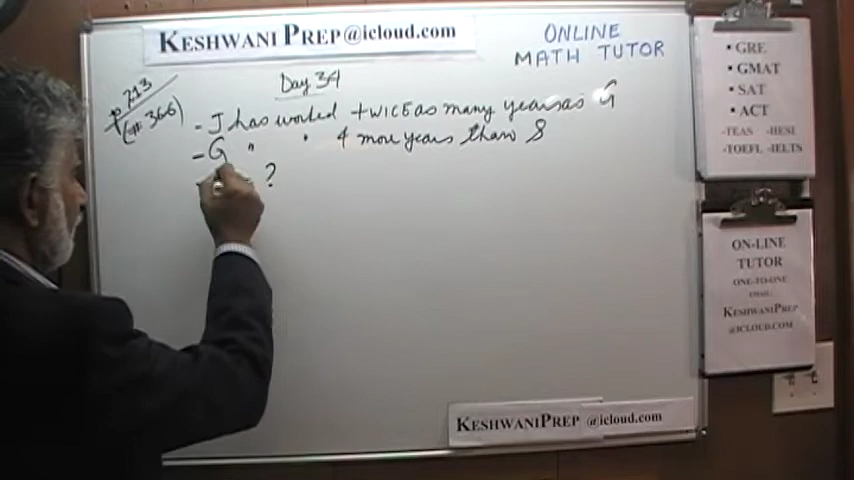 KESHWANI PREP@icloud.com
ONLINE
MATH TUTOR
Day 34
p 213
(# 366)
- J has worked TWICE as many years as G
- G " " 4 more years than S
?
• GRE
• GMAT
• SAT
• ACT
-TEAS -HESI
-TOEFL -IELTS
ON-LINE
TUTOR
ONE-TO-ONE
EMAIL:
KESHWANIPREP
@ICLOUD.COM
KESHWANIPREP @icloud.com